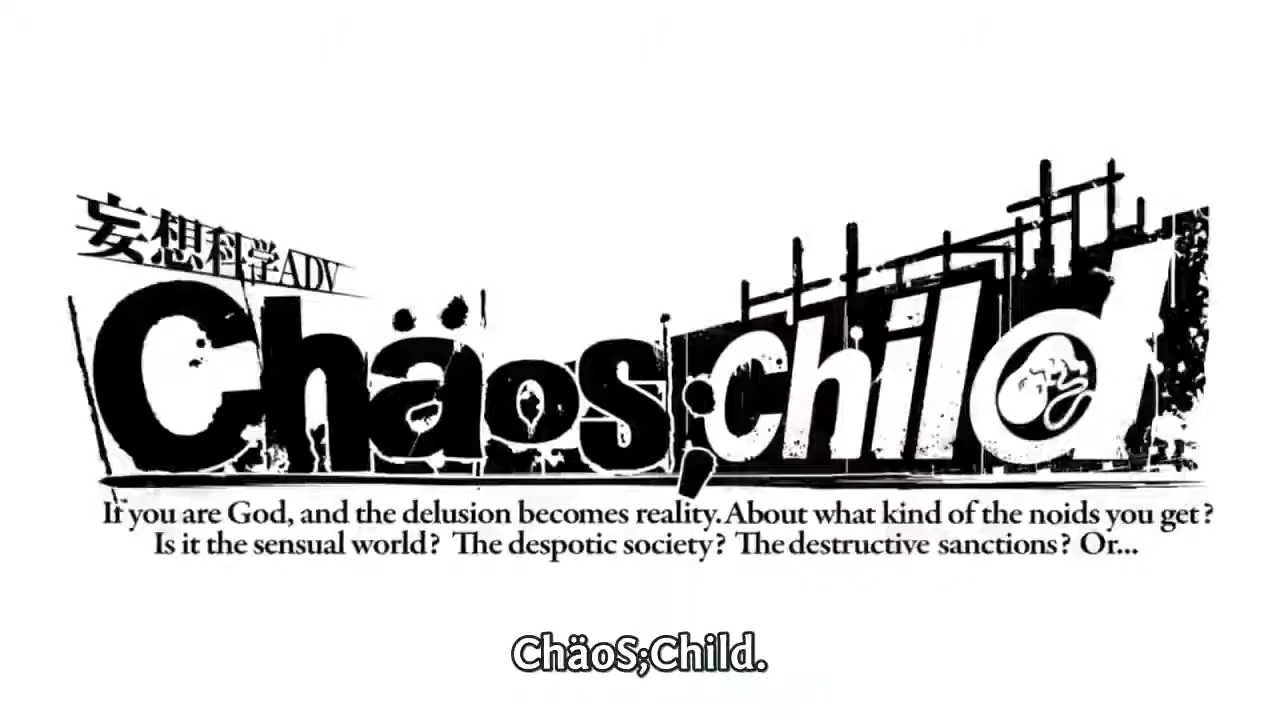 妄想科学ADV
Chäos;Child
If you are God, and the delusion becomes reality. About what kind of the noids you get?
Is it the sensual world? The despotic society? The destructive sanctions? Or...
ChäoS;Child.